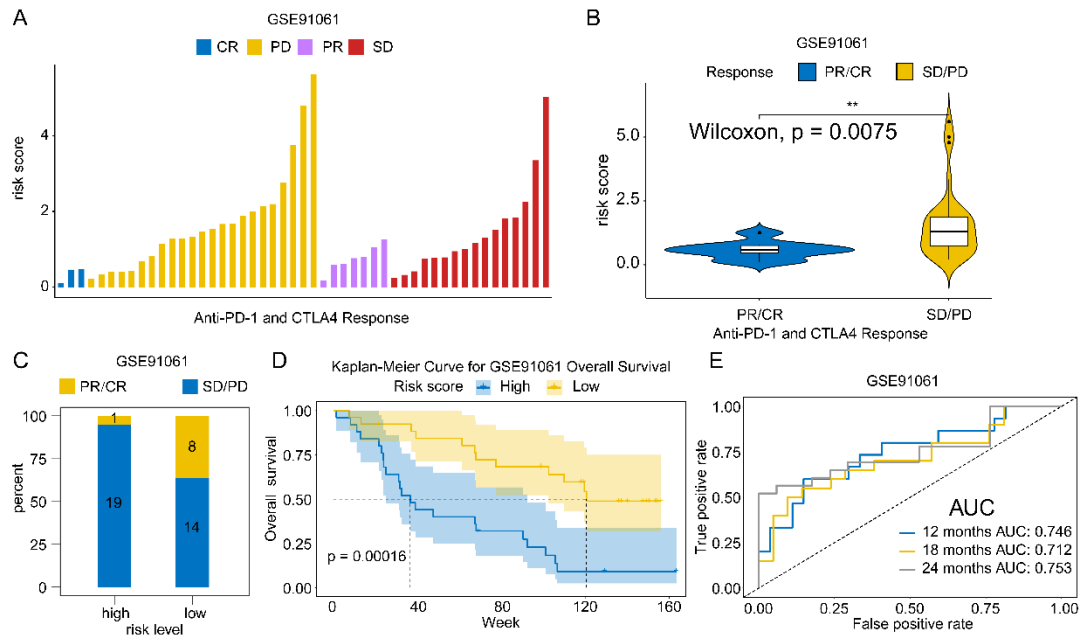 A
GSE91061
CR PD PR SD
risk score
4
2
0
Anti-PD-1 and CTLA4 Response
B
GSE91061
Response PR/CR SD/PD
**
Wilcoxon, p = 0.0075
risk score
5.0
2.5
0.0
PR/CR SD/PD
Anti-PD-1 and CTLA4 Response
C
GSE91061
PR/CR SD/PD
percent
100
75
50
25
0
1
19
8
14
high low
risk level
D
Kaplan-Meier Curve for GSE91061 Overall Survival
Risk score High Low
Overall survival
1.00
0.75
0.50
0.25
0.00
p = 0.00016
0 40 80 120 160
Week
E
GSE91061
True positive rate
1.00
0.75
0.50
0.25
0.00
AUC
12 months AUC: 0.746
18 months AUC: 0.712
24 months AUC: 0.753
0.00 0.25 0.50 0.75 1.00
False positive rate